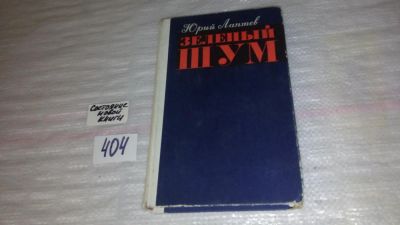 Юрий Лаптев
ЗЕЛЕНЫЙ
ШУМ
Состояние
новой
книги
404